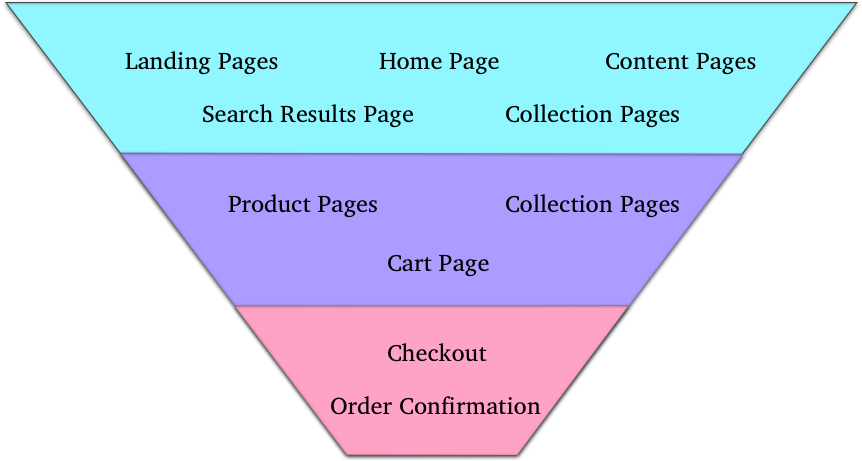 Landing Pages Home Page Content Pages
Search Results Page Collection Pages
Product Pages Collection Pages
Cart Page
Checkout
Order Confirmation